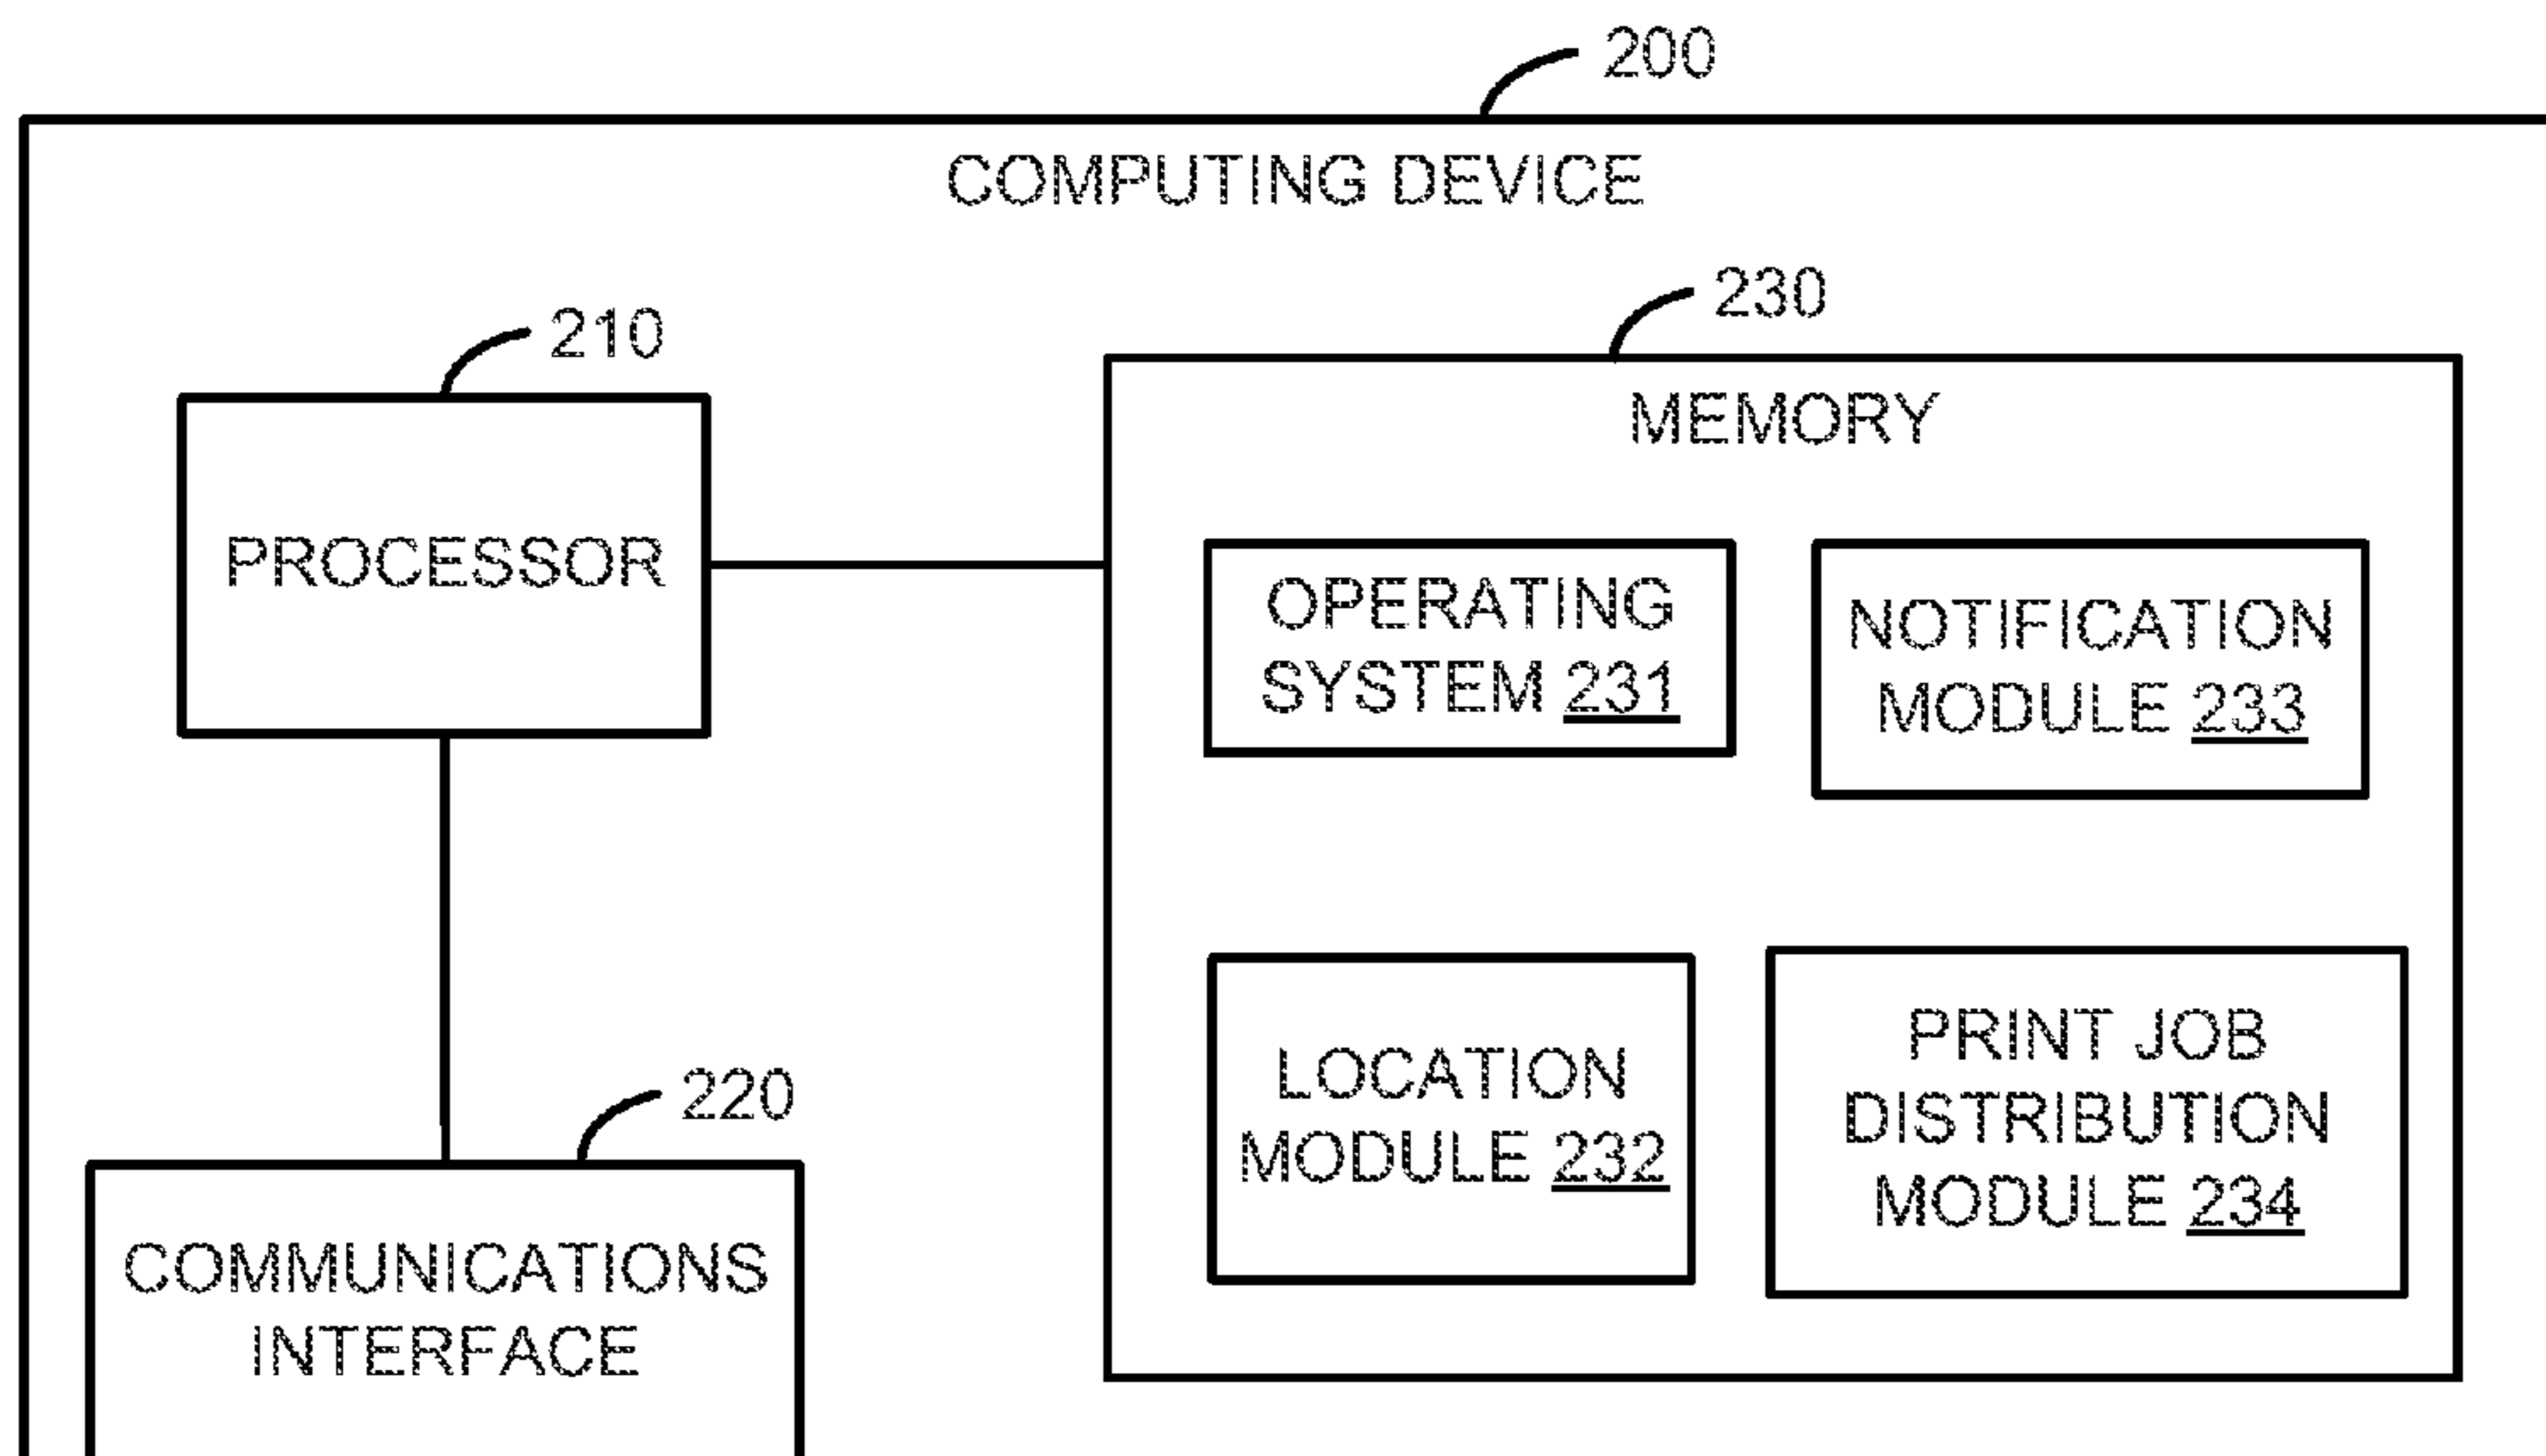 200
COMPUTING DEVICE
230
210
MEMORY
PROCESSOR
OPERATING
SYSTEM 231
NOTIFICATION
MODULE 233
220
LOCATION
MODULE 232
PRINT JOB
DISTRIBUTION
MODULE 234
COMMUNICATIONS
INTERFACE